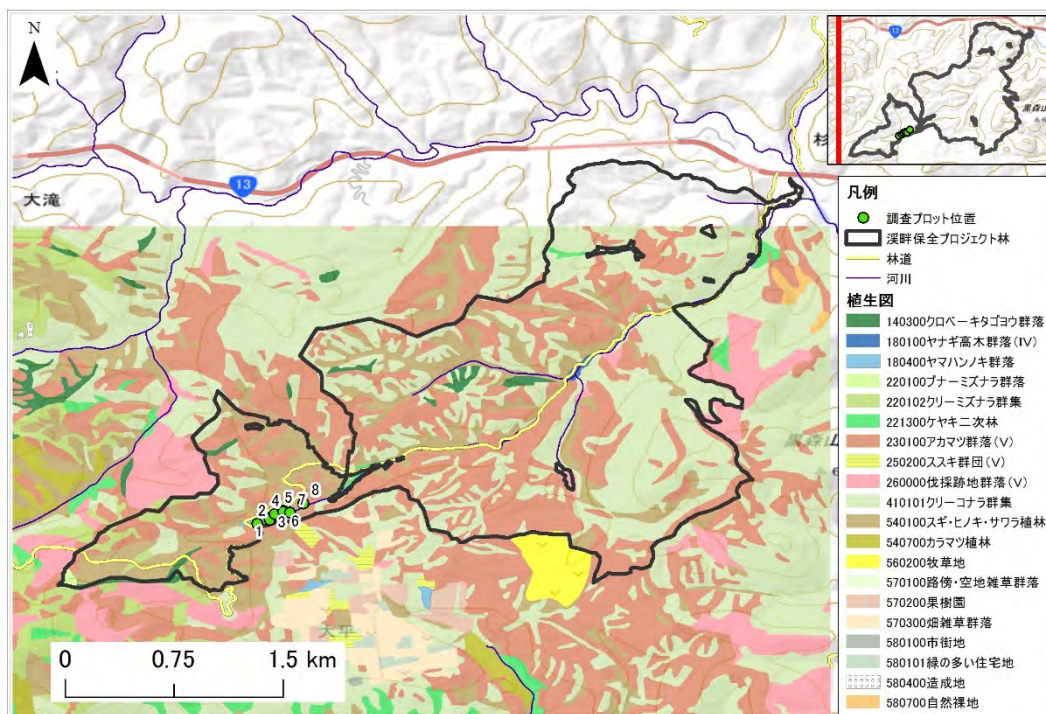 N
13
大滝
杉
黒森山
1
2
3
4
5
6
7
8
大平
0 0.75 1.5 km
13
黒森山
凡例
調査プロット位置
渓畔保全プロジェクト林
林道
河川
植生図
140300クロベーキタゴヨウ群落
180100ヤナギ高木群落(Ⅳ)
180400ヤマハンノキ群落
220100ブナーミズナラ群落
220102クリーミズナラ群集
221300ケヤキ二次林
230100アカマツ群落(Ⅴ)
250200ススキ群団(Ⅴ)
260000伐採跡地群落(Ⅴ)
410101クリーコナラ群集
540100スギ・ヒノキ・サワラ植林
540700カラマツ植林
560200牧草地
570100路傍・空地雑草群落
570200果樹園
570300畑雑草群落
580100市街地
580101緑の多い住宅地
580400造成地
580700自然裸地